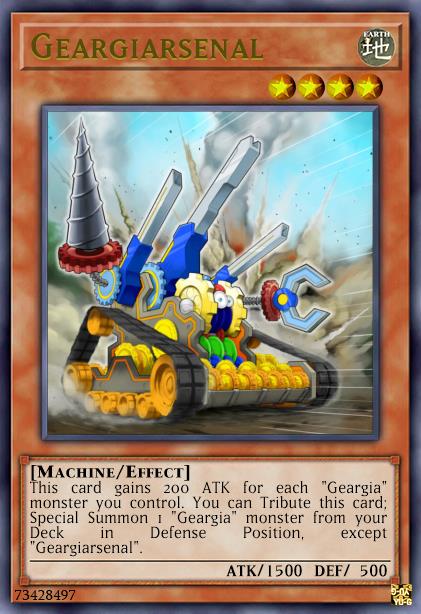 GEARGIARSENAL
EARTH
地
[MACHINE/EFFECT]
This card gains 200 ATK for each "Geargia"
monster you control. You can Tribute this card;
Special Summon 1 "Geargia" monster from your
Deck in Defense Position, except
"Geargiarsenal".
ATK/1500 DEF/ 500
73428497